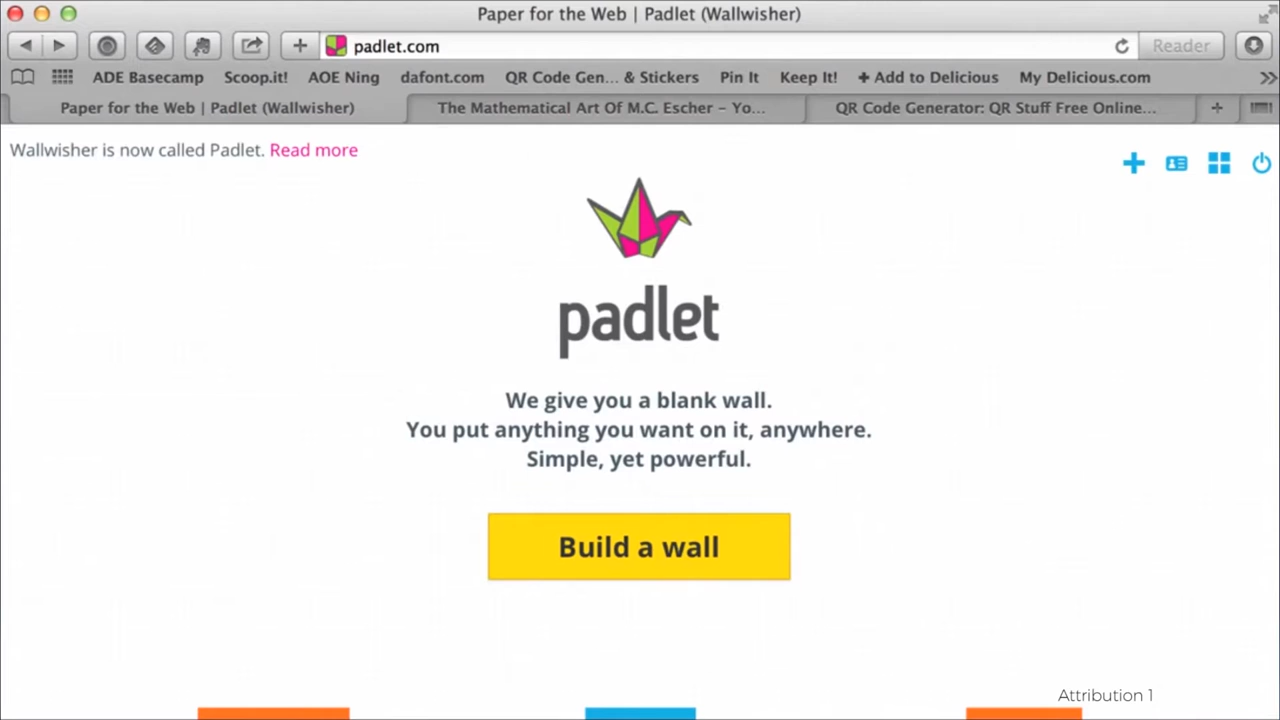 Paper for the Web | Padlet (Wallwisher)
padlet.com
Reader
ADE Basecamp Scoop.it! AOE Ning dafont.com QR Code Gen... & Stickers Pin It Keep It! + Add to Delicious My Delicious.com >>
Paper for the Web | Padlet (Wallwisher) The Mathematical Art Of M.C. Escher – Yo... QR Code Generator: QR Stuff Free Online...
Wallwisher is now called Padlet. Read more
padlet
We give you a blank wall.
You put anything you want on it, anywhere.
Simple, yet powerful.
Build a wall
Attribution 1